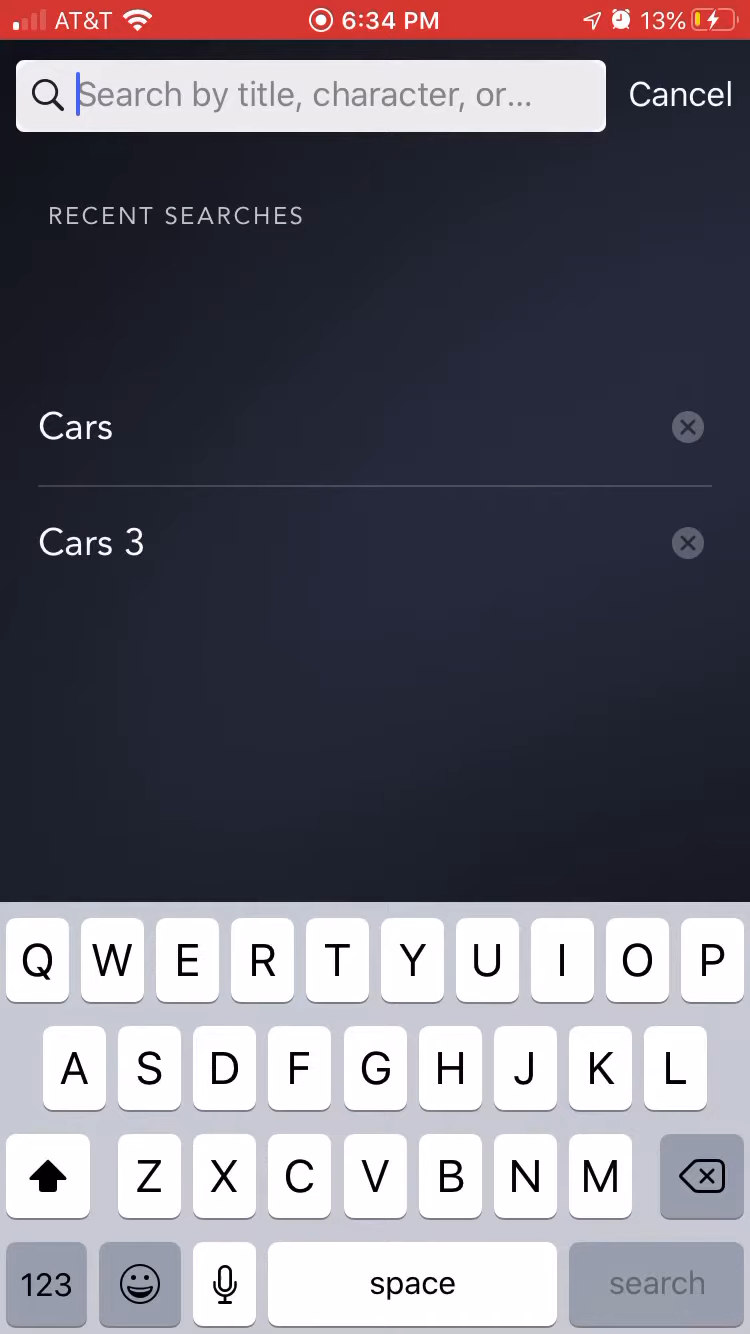 AT&T 6:34 PM 13%
Search by title, character, or...
Cancel
RECENT SEARCHES
Cars
Cars 3
Q W E R T Y U I O P
A S D F G H J K L
Z X C V B N M
123 space search